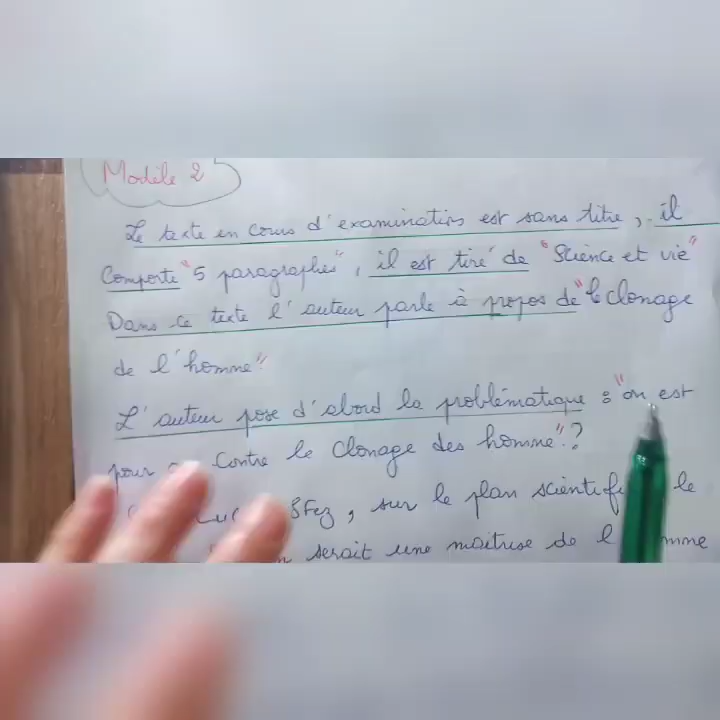 Modèle 2
Le texte en cours d'examination est sans titre, il
Comporte "5 paragraphes", il est tiré de "Science et vie"
Dans ce texte l'auteur parle à propos de "le clonage
de l'homme"
L'auteur pose d'abord la problématique : "on est
pour contre le clonage des homme"?
Sfez, sur le plan le
serait une maitrise de